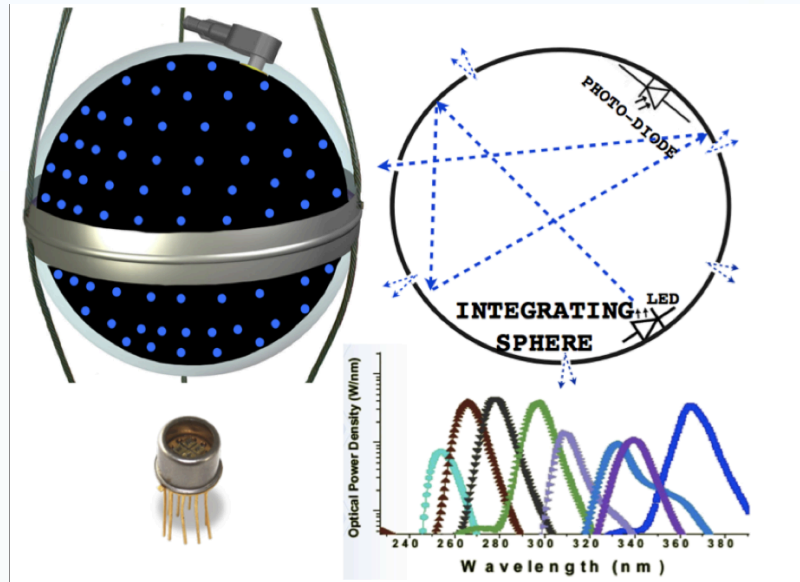 PHOTO-DIODE
LED
INTEGRATING
SPHERE
Optical Power Density (W/nm)
240 260 280 300 320 340 360 380
Wavelength (nm)